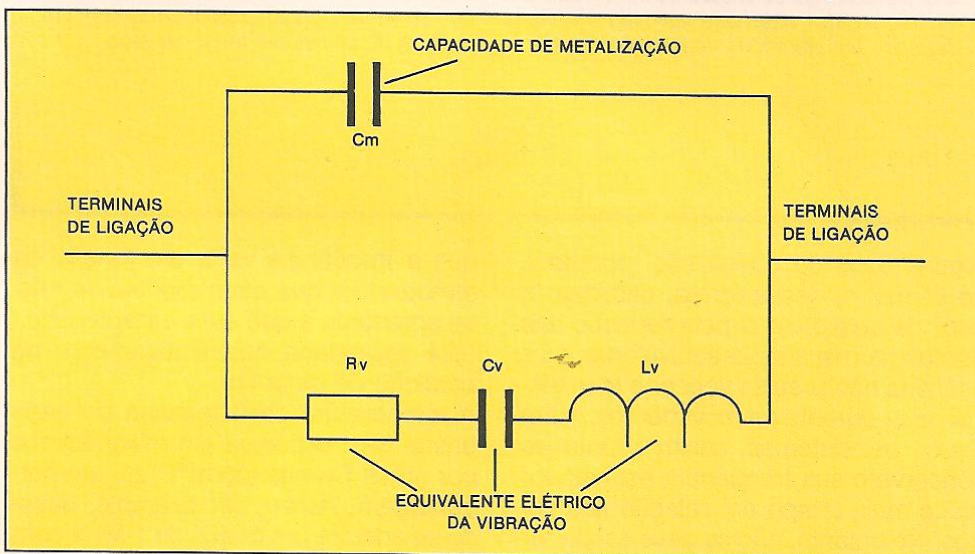 CAPACIDADE DE METALIZAÇÃO
Cm
TERMINAIS
DE LIGAÇÃO
TERMINAIS
DE LIGAÇÃO
Rv
Cv
Lv
EQUIVALENTE ELÉTRICO
DA VIBRAÇÃO